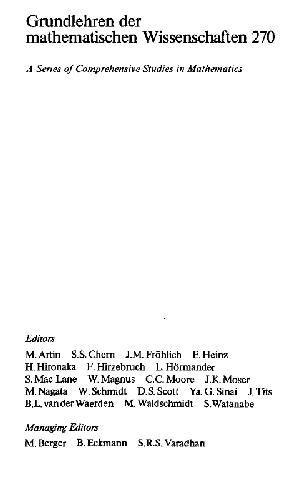 Grundlehren der
mathematischen Wissenschaften 270
A Series of Comprehensive Studies in Mathematics
Editors
M. Artin S.S. Chern J.M. Fröhlich E. Heinz
H. Hironaka F. Hirzebruch L. Hörmander
S. Mac Lane W. Magnus C.C. Moore J.K. Moser
M. Nagata W. Schmidt D.S. Scott Ya. G. Sinai J. Tits
B.L. van der Waerden M. Waldschmidt S. Watanabe
Managing Editors
M. Berger B. Eckmann S.R.S. Varadhan